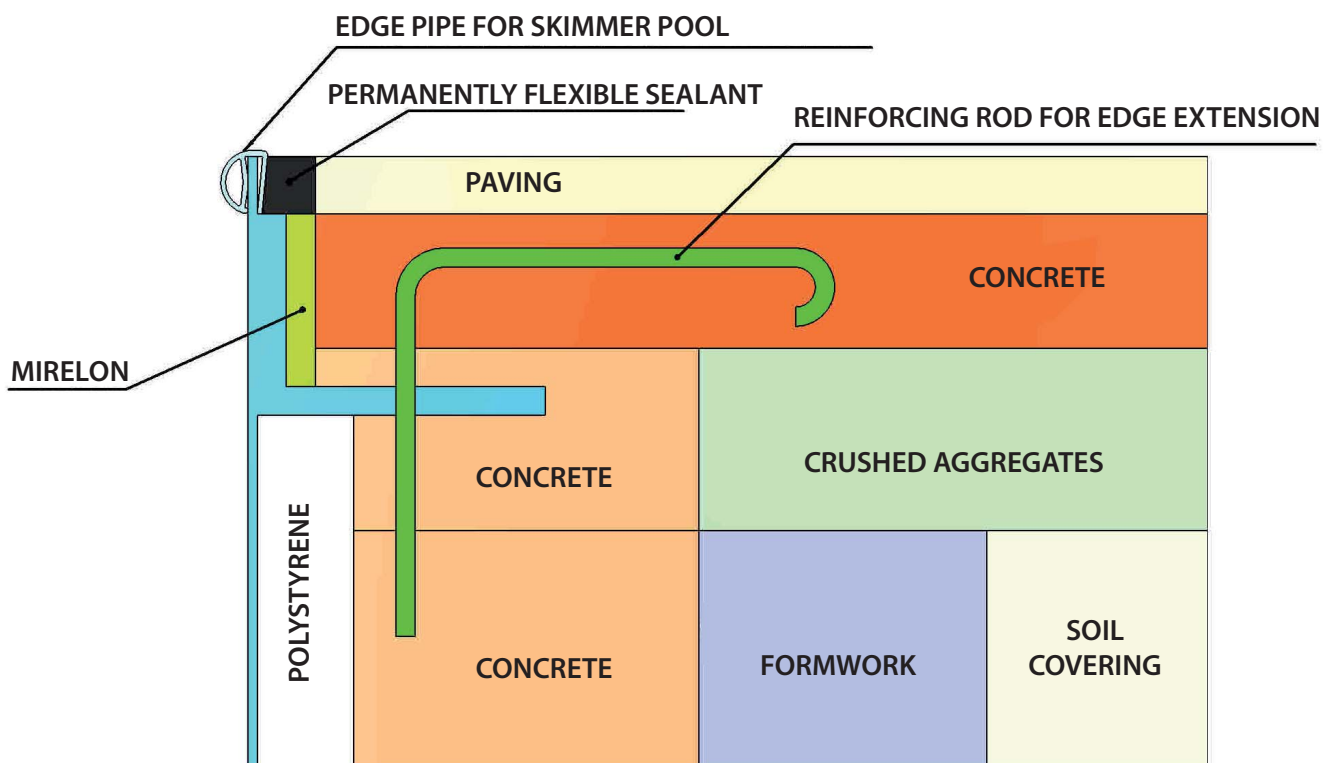 EDGE PIPE FOR SKIMMER POOL
PERMANENTLY FLEXIBLE SEALANT
REINFORCING ROD FOR EDGE EXTENSION
PAVING
CONCRETE
MIRELON
CRUSHED AGGREGATES
CONCRETE
POLYSTYRENE
SOIL
COVERING
FORMWORK
CONCRETE